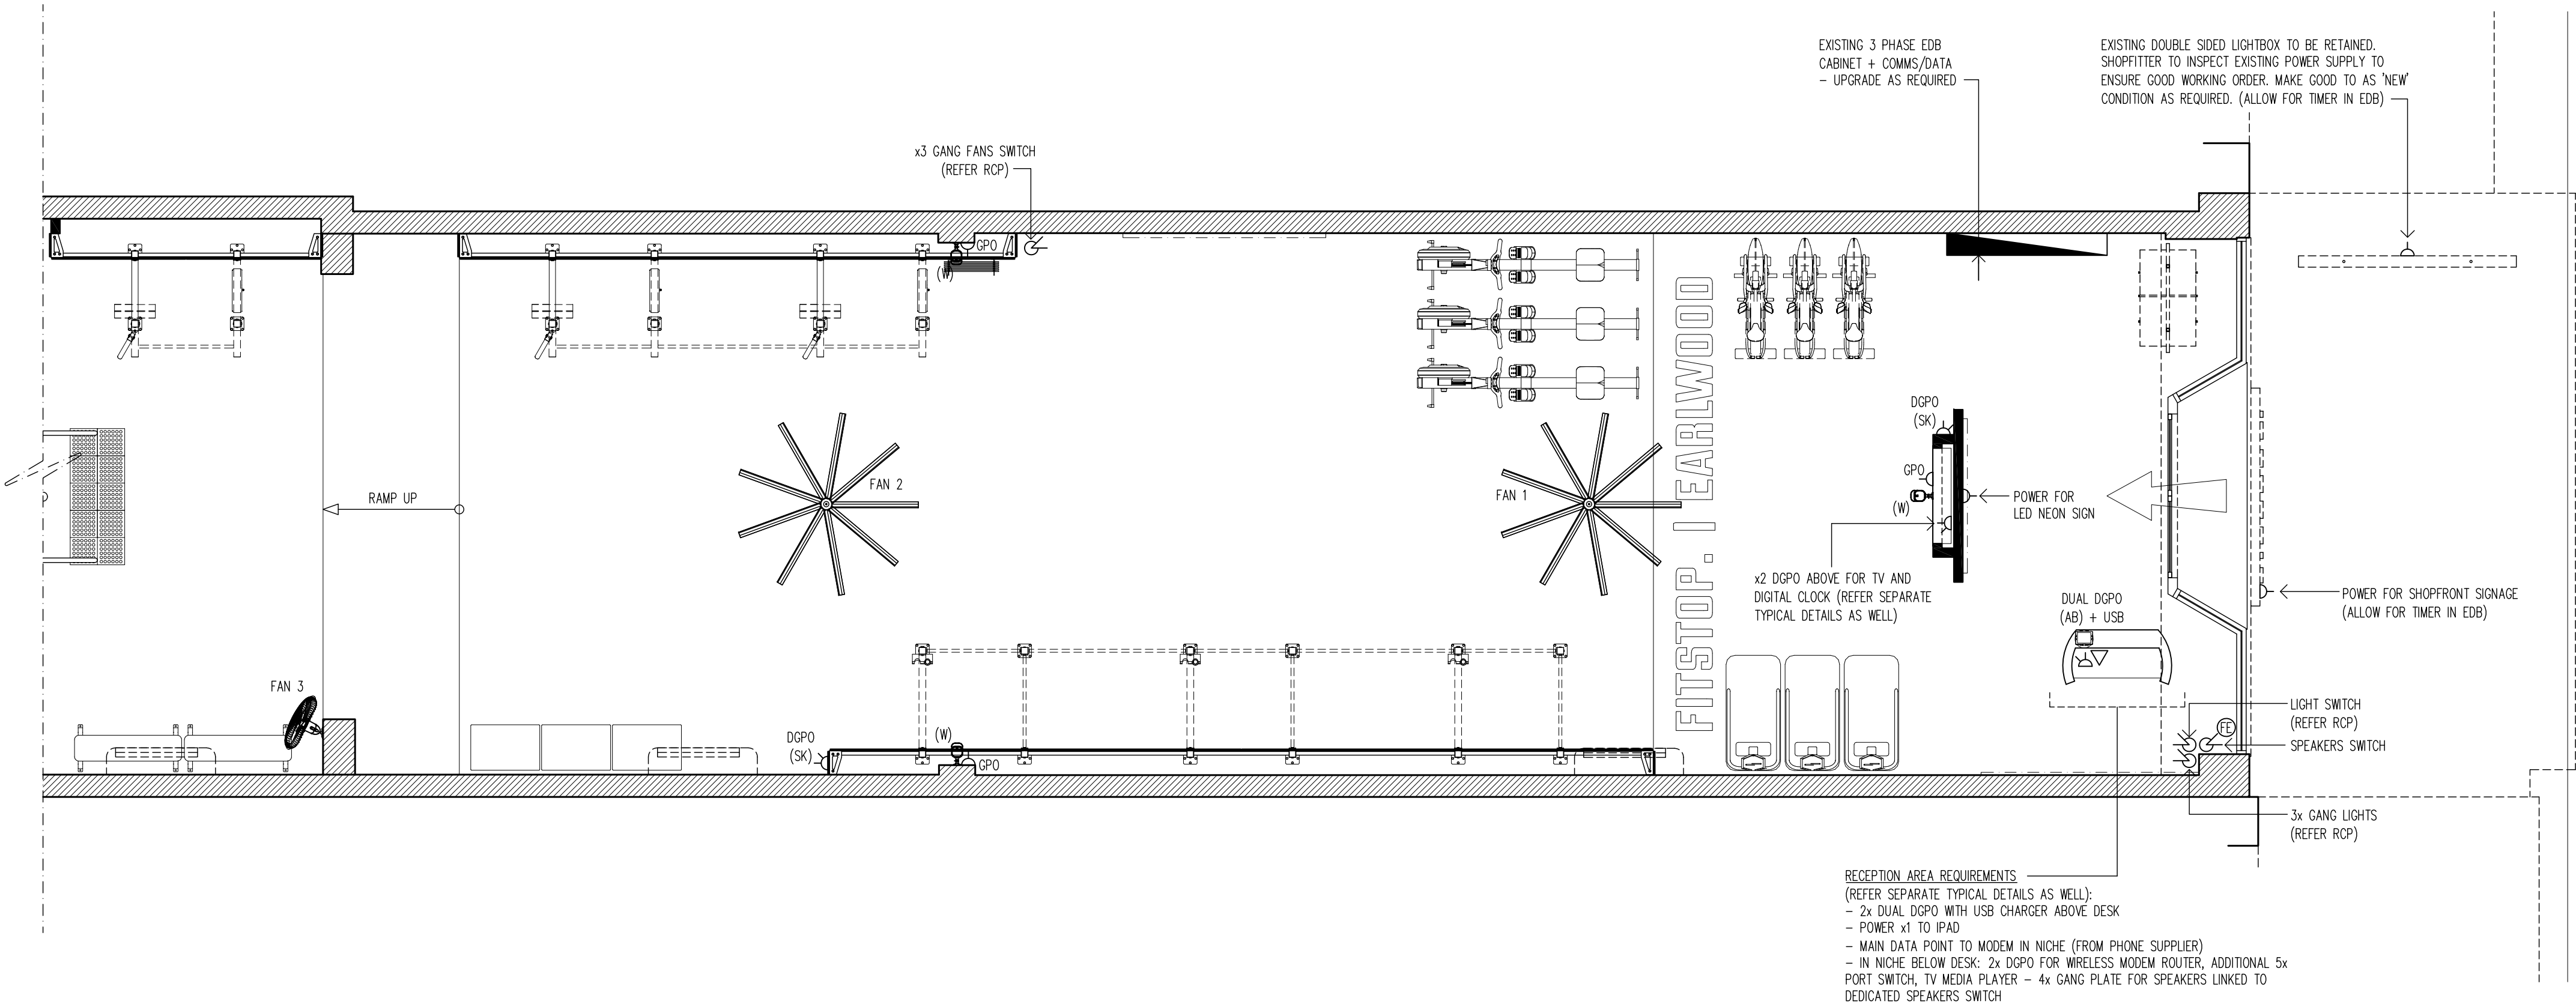 EXISTING 3 PHASE EDB
CABINET + COMMS/DATA
- UPGRADE AS REQUIRED
EXISTING DOUBLE SIDED LIGHTBOX TO BE RETAINED.
SHOPFITTER TO INSPECT EXISTING POWER SUPPLY TO
ENSURE GOOD WORKING ORDER. MAKE GOOD TO AS 'NEW'
CONDITION AS REQUIRED. (ALLOW FOR TIMER IN EDB)
x3 GANG FANS SWITCH
(REFER RCP)
GPO
(W)
FITSTOP. | EARLWOOD
DGPO
(SK)
GPO
(W)
FAN 2
FAN 1
RAMP UP
POWER FOR
LED NEON SIGN
x2 DGPO ABOVE FOR TV AND
DIGITAL CLOCK (REFER SEPARATE
TYPICAL DETAILS AS WELL)
DUAL DGPO
(AB) + USB
POWER FOR SHOPFRONT SIGNAGE
(ALLOW FOR TIMER IN EDB)
FAN 3
DGPO
(SK)
(W)
GPO
FE
LIGHT SWITCH
(REFER RCP)
SPEAKERS SWITCH
3x GANG LIGHTS
(REFER RCP)
RECEPTION AREA REQUIREMENTS
(REFER SEPARATE TYPICAL DETAILS AS WELL):
- 2x DUAL DGPO WITH USB CHARGER ABOVE DESK
- POWER x1 TO IPAD
- MAIN DATA POINT TO MODEM IN NICHE (FROM PHONE SUPPLIER)
- IN NICHE BELOW DESK: 2x DGPO FOR WIRELESS MODEM ROUTER, ADDITIONAL 5x
PORT SWITCH, TV MEDIA PLAYER - 4x GANG PLATE FOR SPEAKERS LINKED TO
DEDICATED SPEAKERS SWITCH